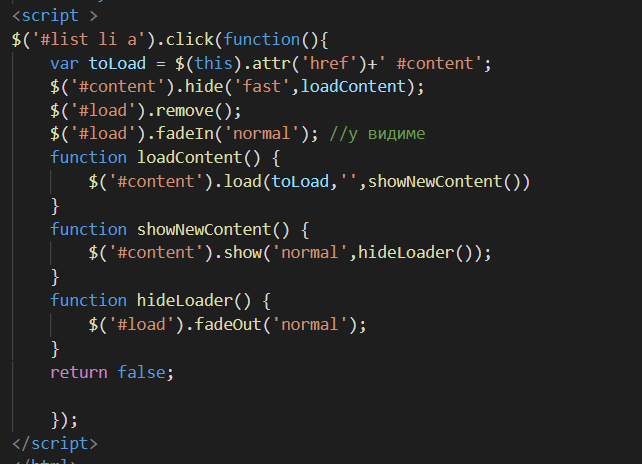 <script >
$('#list li a').click(function(){
    var toLoad = $(this).attr('href')+' #content';
    $('#content').hide('fast',loadContent);
    $('#load').remove();
    $('#load').fadeIn('normal'); //у видиме
    function loadContent() {
        $('#content').load(toLoad,'',showNewContent())
    }
    function showNewContent() {
        $('#content').show('normal',hideLoader());
    }
    function hideLoader() {
        $('#load').fadeOut('normal');
    }
    return false;

    });
</script>
</html>